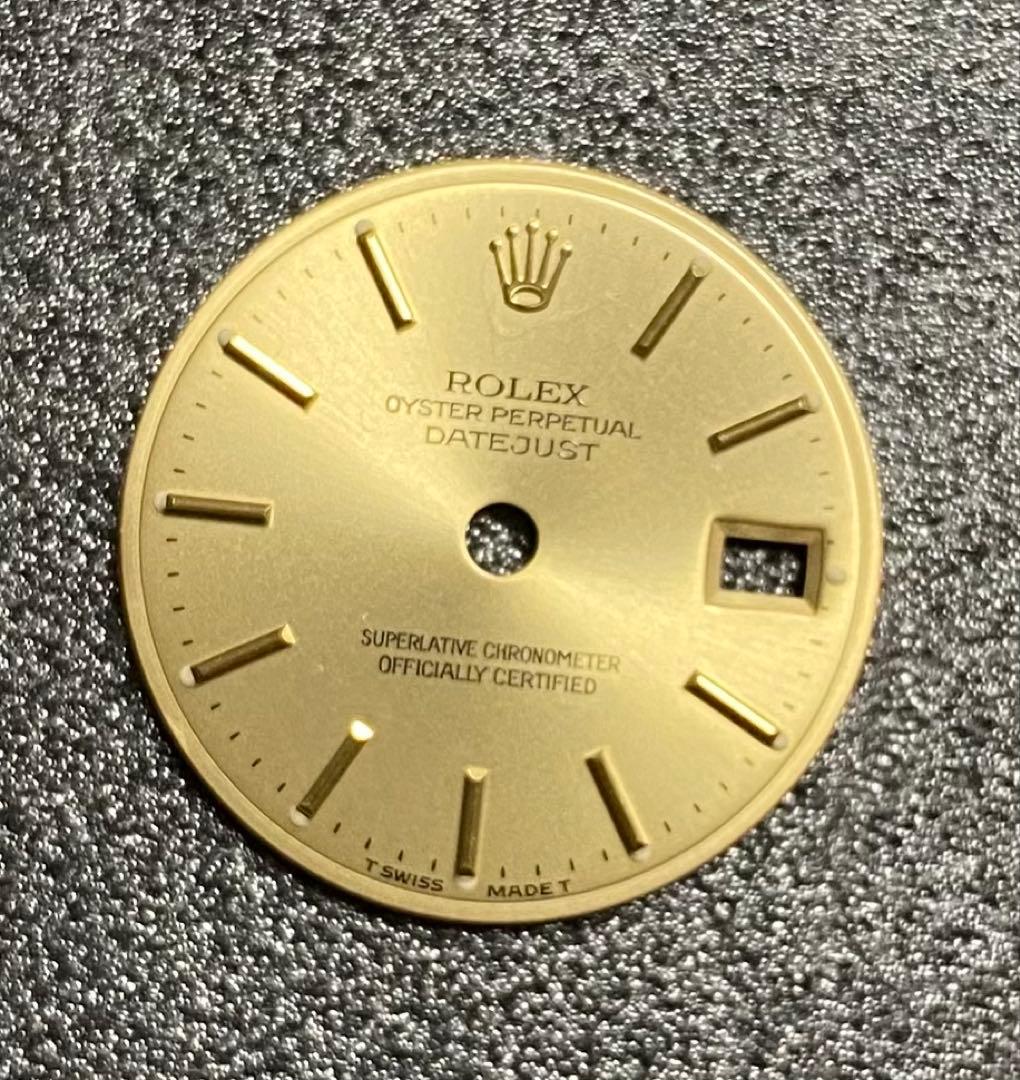 ROLEX
OYSTER PERPETUAL
DATEJUST
SUPERLATIVE CHRONOMETER
OFFICIALLY CERTIFIED
T SWISS MADE T